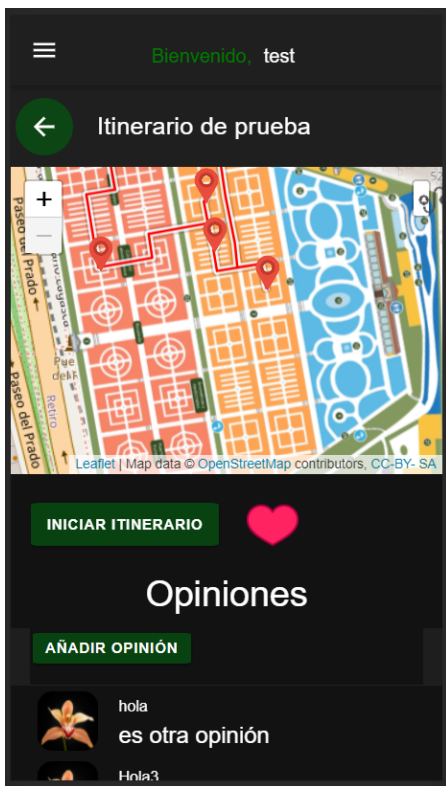 Bienvenido, test
Itinerario de prueba
+
−
Paseo del Prado
Paseo del Prado
Retiro
Leaflet | Map data © OpenStreetMap contributors, CC-BY- SA
INICIAR ITINERARIO
Opiniones
AÑADIR OPINIÓN
hola
es otra opinión
Hola3